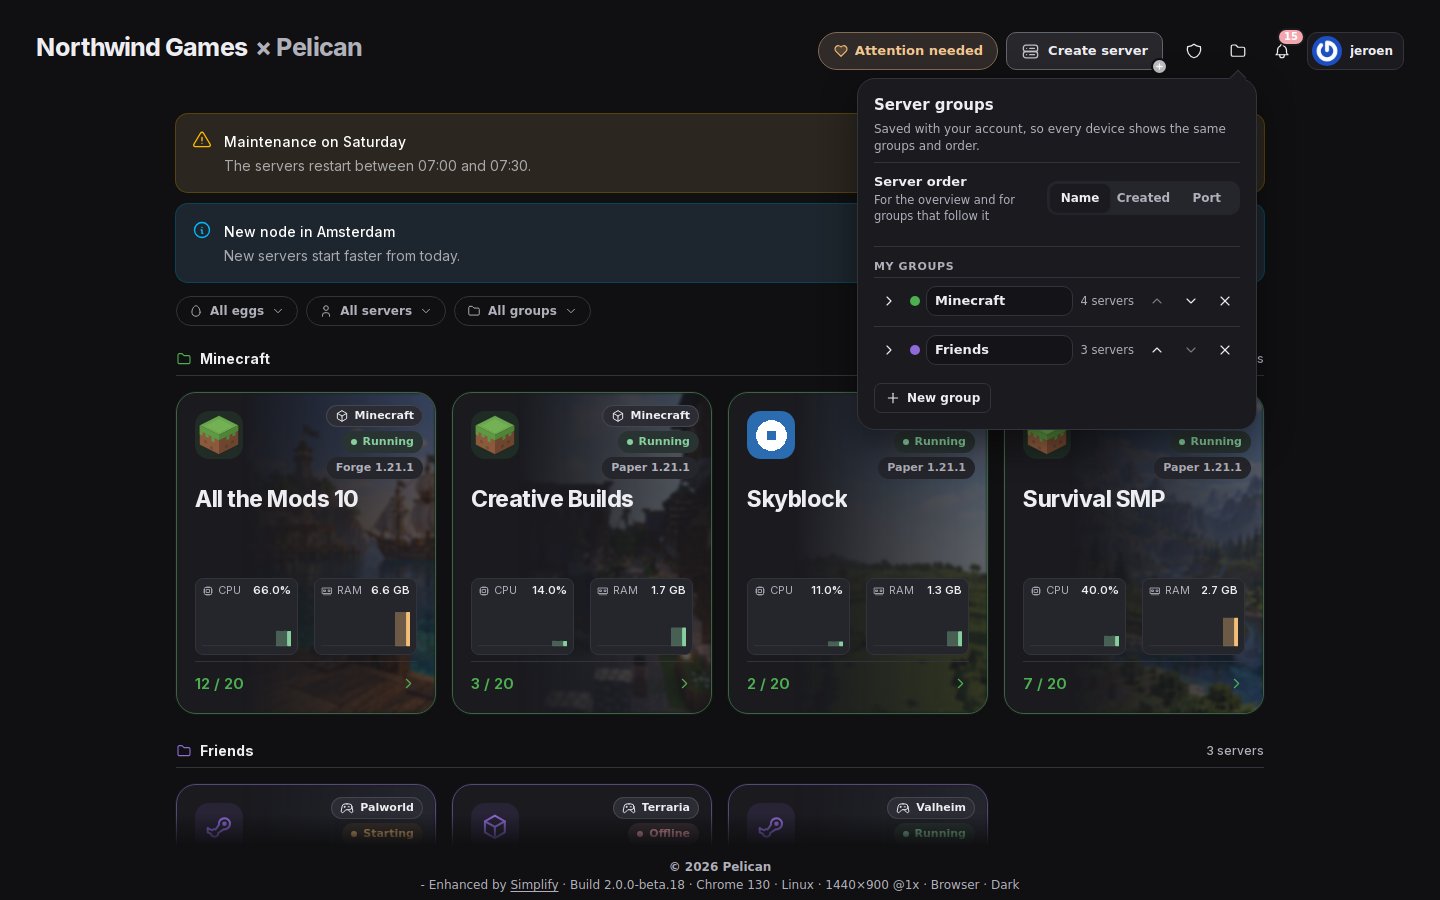 Northwind Games × Pelican
Attention needed
Create server
15
jeroen
Maintenance on Saturday
The servers restart between 07:00 and 07:30.
New node in Amsterdam
New servers start faster from today.
Server groups
Saved with your account, so every device shows the same
groups and order.
Server order
For the overview and for
groups that follow it
Name
Created
Port
MY GROUPS
Minecraft
4 servers
Friends
3 servers
New group
All eggs
All servers
All groups
Minecraft
Minecraft
Running
Forge 1.21.1
All the Mods 10
CPU 66.0%
RAM 6.6 GB
12 / 20
Minecraft
Running
Paper 1.21.1
Creative Builds
CPU 14.0%
RAM 1.7 GB
3 / 20
Running
Paper 1.21.1
Skyblock
CPU 11.0%
RAM 1.3 GB
2 / 20
Running
Paper 1.21.1
Survival SMP
CPU 40.0%
RAM 2.7 GB
7 / 20
Friends
3 servers
Palworld
Starting
Terraria
Offline
Valheim
Running
© 2026 Pelican
- Enhanced by Simplify · Build 2.0.0-beta.18 · Chrome 130 · Linux · 1440×900 @1x · Browser · Dark